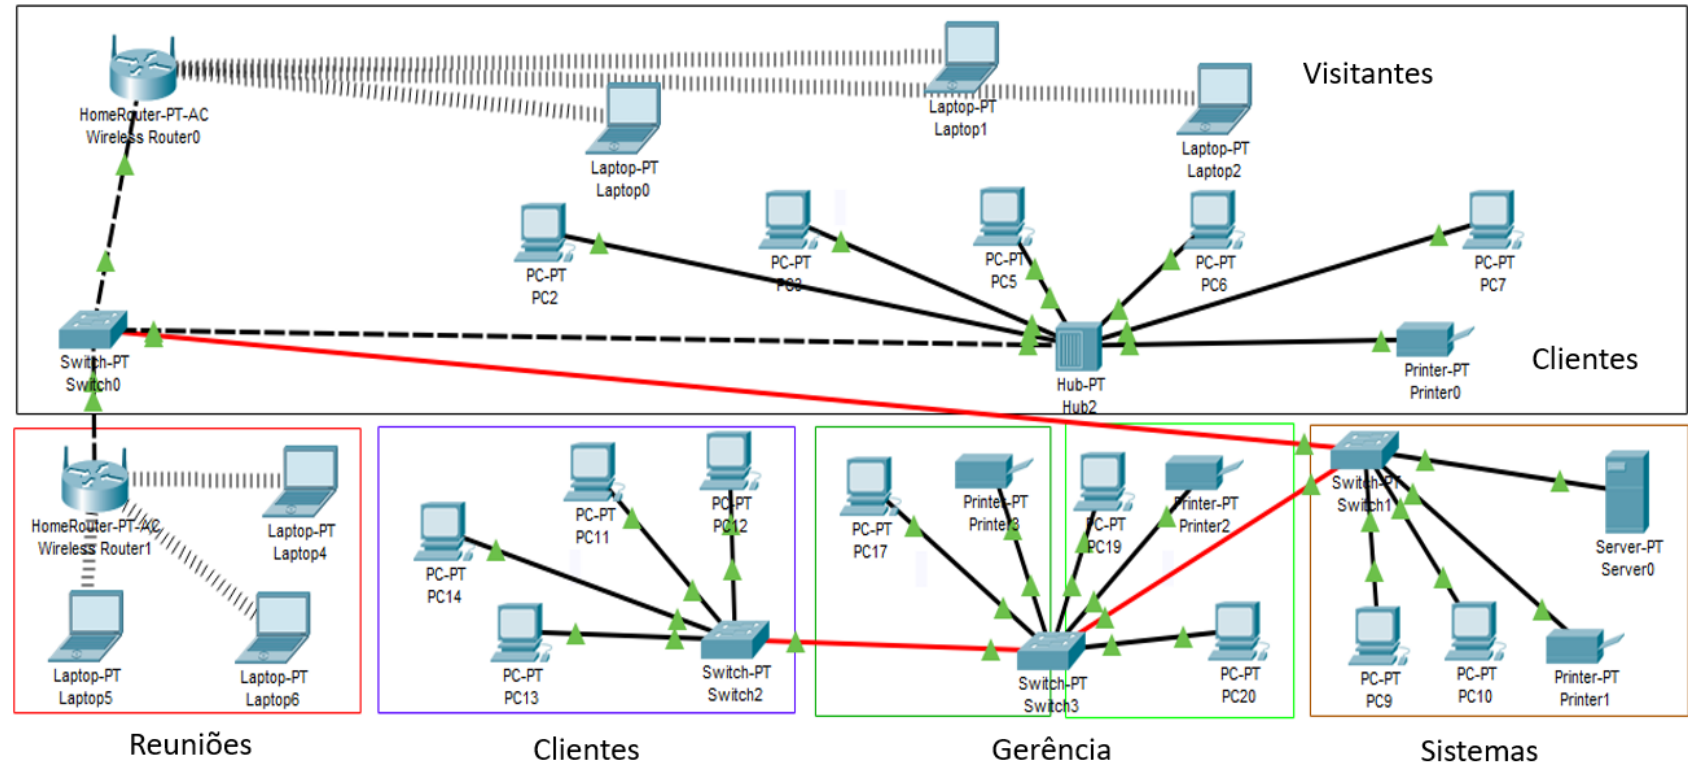 Visitantes
HomeRouter-PT-AC
Wireless Router0
Laptop-PT
Laptop1
Laptop-PT
Laptop2
Laptop-PT
Laptop0
PC-PT
PC2
PC-PT
PC3
PC-PT
PC5
PC-PT
PC6
PC-PT
PC7
Switch-PT
Switch0
Hub-PT
Hub2
Printer-PT
Printer0
Clientes
HomeRouter-PT-AC
Wireless Router1
Laptop-PT
Laptop4
Laptop-PT
Laptop5
Laptop-PT
Laptop6
Reuniões
PC-PT
PC11
PC-PT
PC12
PC-PT
PC14
PC-PT
PC13
Switch-PT
Switch2
Clientes
PC-PT
PC17
Printer-PT
Printer3
PC-PT
PC19
Printer-PT
Printer2
Switch-PT
Switch3
PC-PT
PC20
Gerência
Switch-PT
Switch1
Server-PT
Server0
PC-PT
PC9
PC-PT
PC10
Printer-PT
Printer1
Sistemas